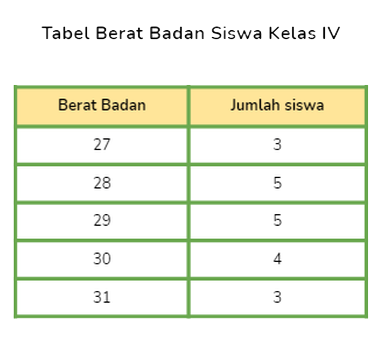 Tabel Berat Badan Siswa Kelas IV
Berat Badan Jumlah siswa
27 3
28 5
29 5
30 4
31 3